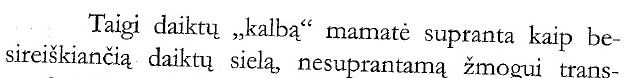 Taigi daiktų „kalbą“ mamatė supranta kaip be-
sireiškiančią daiktų sielą, nesuprantamą žmogui trans-